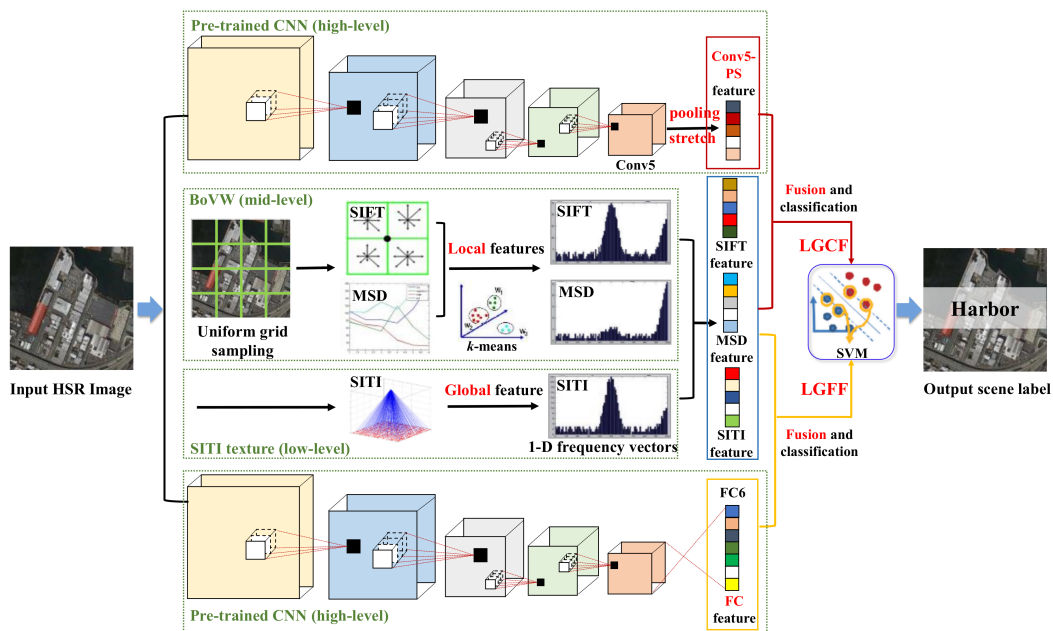 Pre-trained CNN (high-level)
Conv5-
PS
feature
pooling
stretch
Conv5
BoVW (mid-level)
SIFT
Local features
SIFT
MSD
W1
W2
W3
k-means
MSD
Uniform grid
sampling
SIFT
feature
MSD
feature
SITI
Global feature
SITI
SITI texture (low-level)
1-D frequency vectors
SITI
feature
Input HSR Image
Fusion and
classification
LGCF
SVM
LGFF
Fusion and
classification
Harbor
Output scene label
FC6
FC
feature
Pre-trained CNN (high-level)